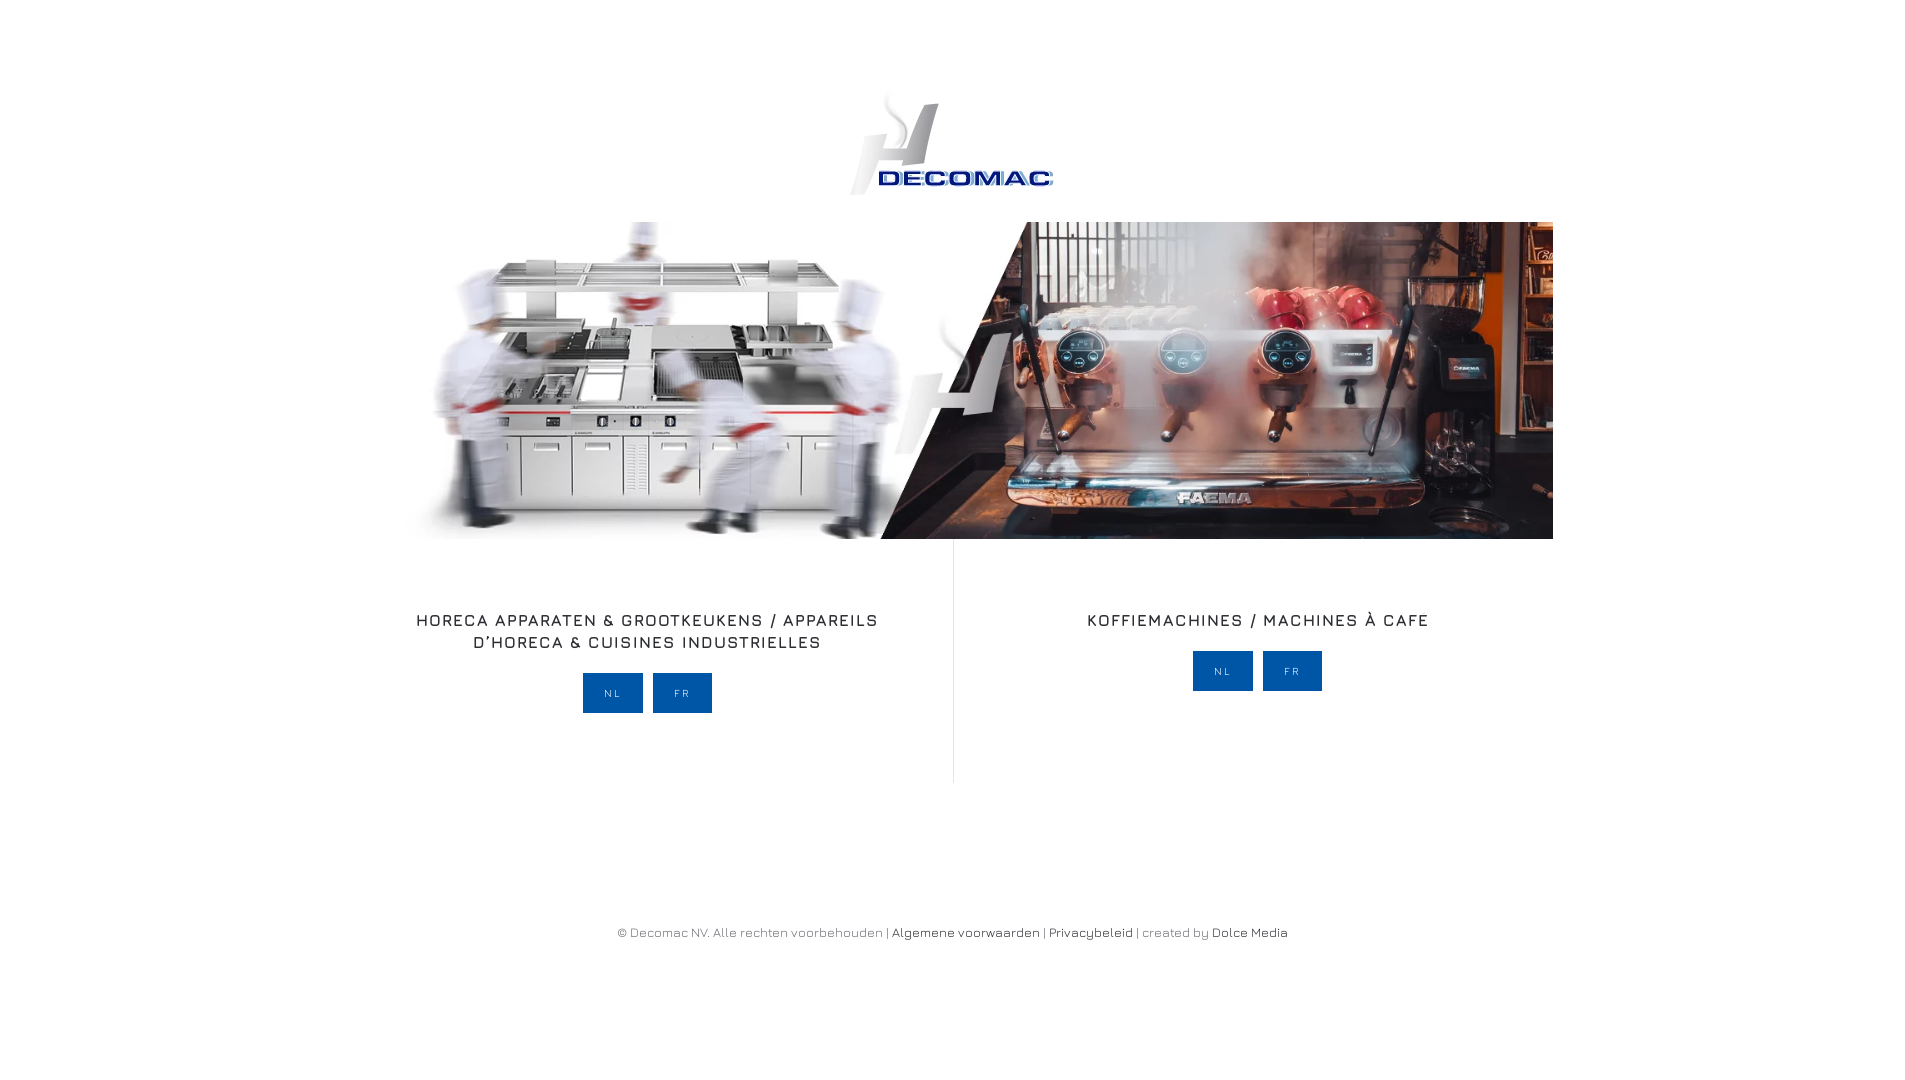 DECOMAC
FAEMA
HORECA APPARATEN & GROOTKEUKENS / APPAREILS
D’HORECA & CUISINES INDUSTRIELLES
NL FR
KOFFIEMACHINES / MACHINES À CAFE
NL FR
© Decomac NV. Alle rechten voorbehouden | Algemene voorwaarden | Privacybeleid | created by Dolce Media